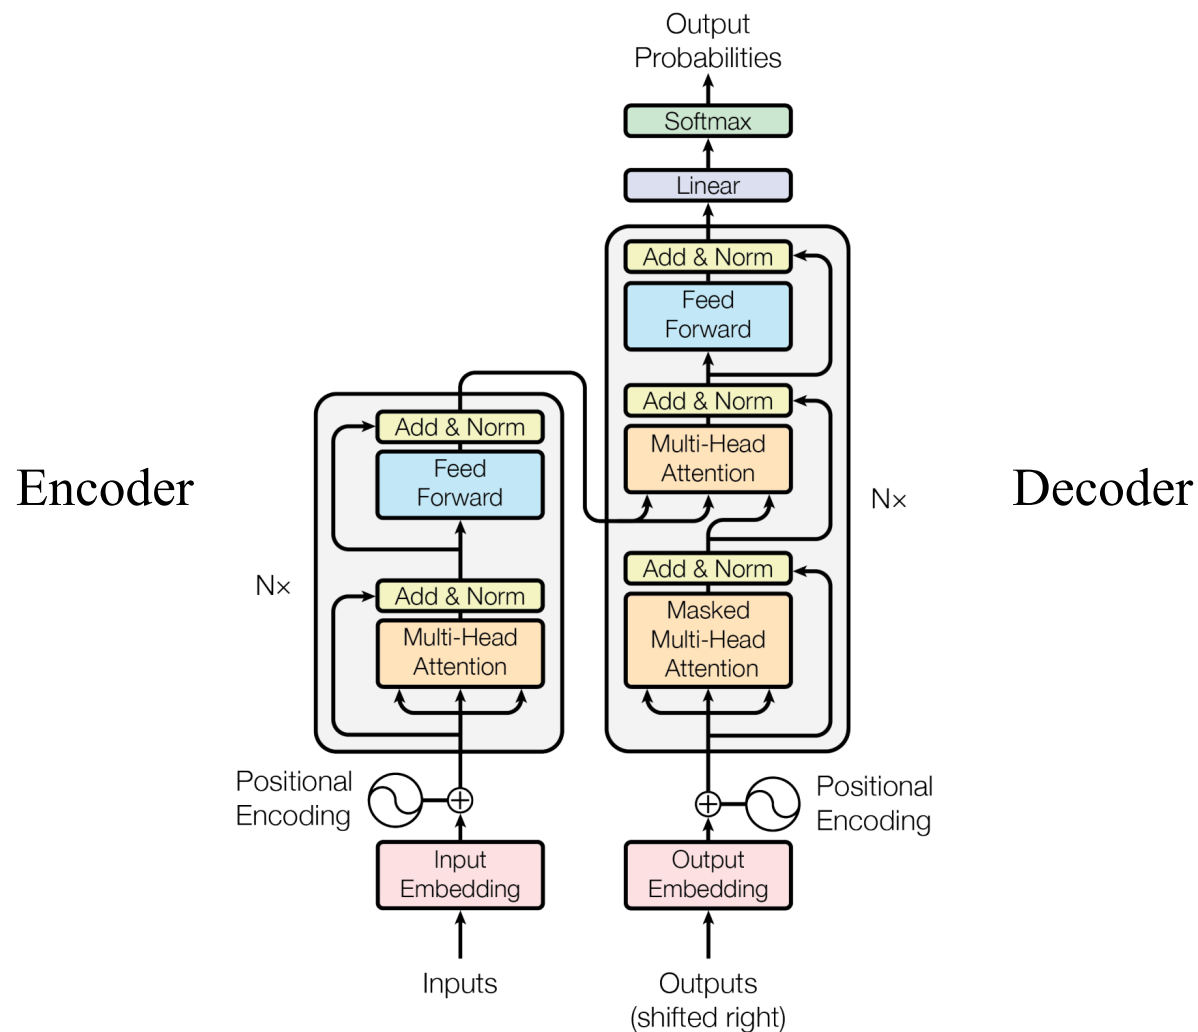 Output
Probabilities
Softmax
Linear
Add & Norm
Feed
Forward
Add & Norm
Multi-Head
Attention
N×
Add & Norm
Masked
Multi-Head
Attention
Decoder
Encoder
Add & Norm
Feed
Forward
N×
Add & Norm
Multi-Head
Attention
Positional
Encoding
Positional
Encoding
Input
Embedding
Output
Embedding
Inputs
Outputs
(shifted right)